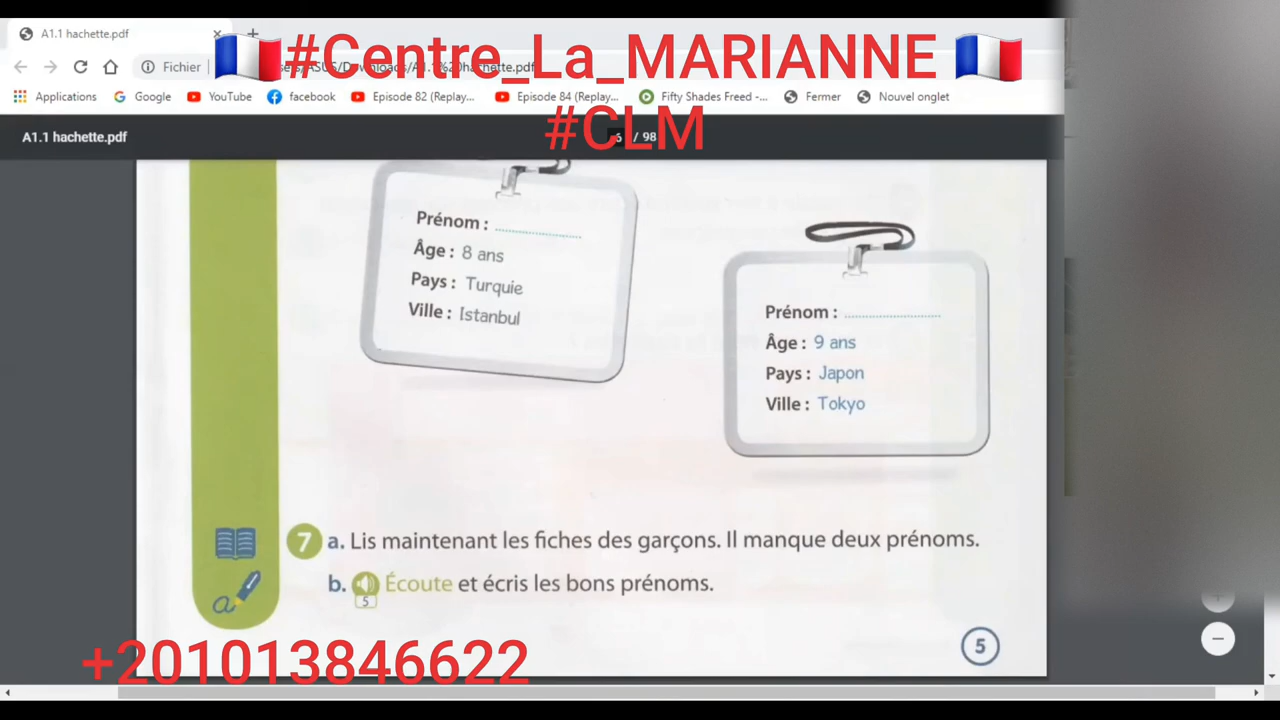 A1.1 hachette.pdf
#Centre_La_MARIANNE
Fichier
Applications
Google
YouTube
facebook
Episode 82 (Replay...
Episode 84 (Replay...
Fifty Shades Freed -...
Fermer
Nouvel onglet
#CLM
A1.1 hachette.pdf
6 / 98
Prénom : ........................
Âge : 8 ans
Pays : Turquie
Ville : Istanbul
Prénom : ........................
Âge : 9 ans
Pays : Japon
Ville : Tokyo
7 a. Lis maintenant les fiches des garçons. Il manque deux prénoms.
b. 5 Écoute et écris les bons prénoms.
5
+201013846622